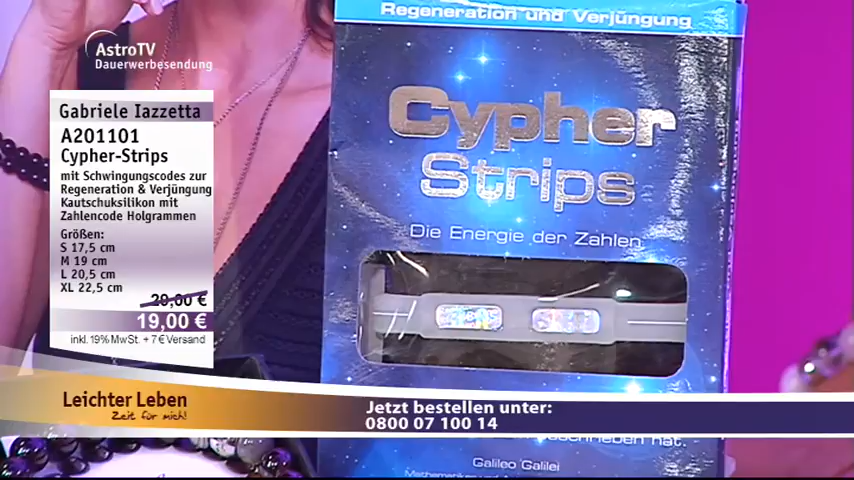 Regeneration und Verjüngung
AstroTV
Dauerwerbesendung
Gabriele Iazzetta
A201101
Cypher-Strips
mit Schwingungscodes zur
Regeneration & Verjüngung
Kautschuksilikon mit
Zahlencode Holgrammen
Größen:
S 17,5 cm
M 19 cm
L 20,5 cm
XL 22,5 cm
29,00 €
19,00 €
inkl. 19% MwSt. + 7 € Versand
Cypher
Strips
Die Energie der Zahlen
Leichter Leben
Zeit für mich!
Jetzt bestellen unter:
0800 07 100 14
hat.
Galileo Galilei